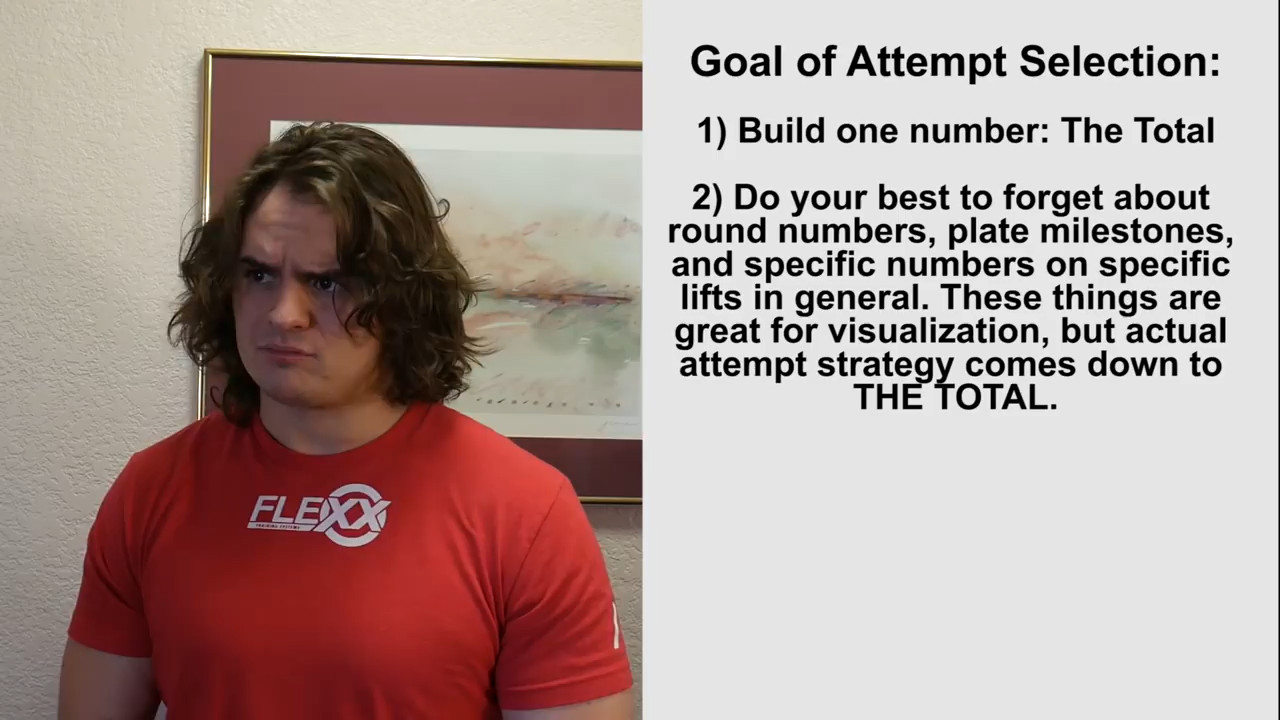 Goal of Attempt Selection:
1) Build one number: The Total
2) Do your best to forget about
round numbers, plate milestones,
and specific numbers on specific
lifts in general. These things are
great for visualization, but actual
attempt strategy comes down to
THE TOTAL.
FLEXX
TRAINING SYSTEMS